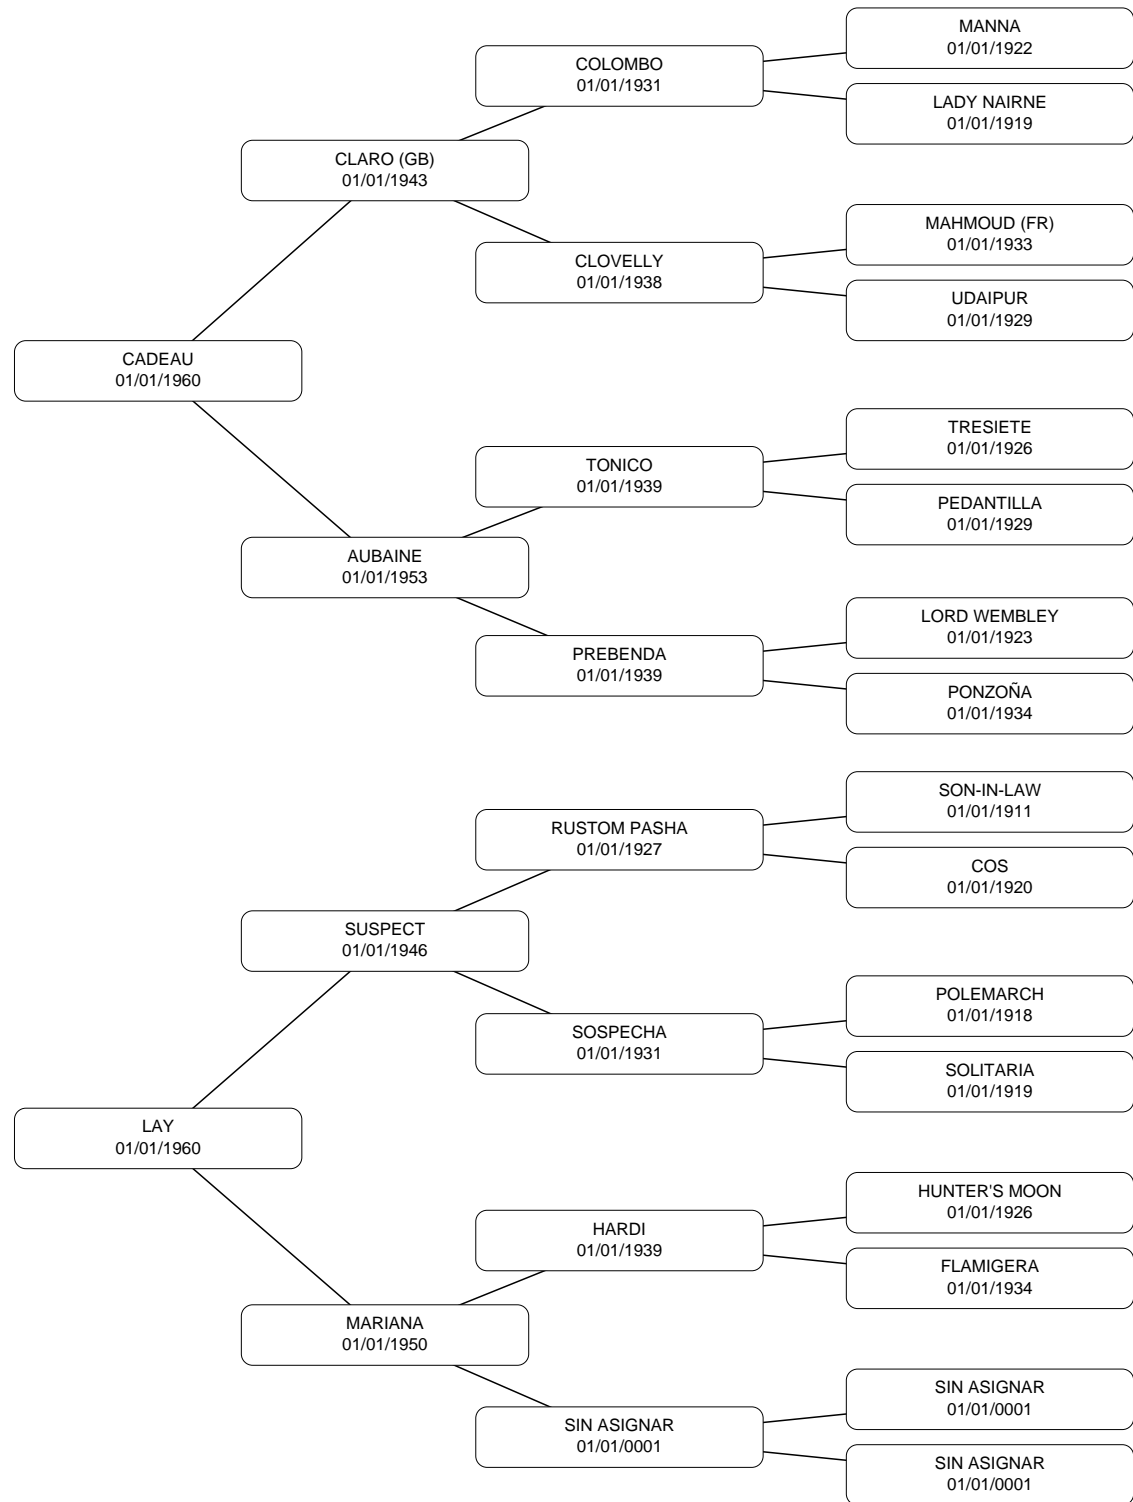 MANNA
01/01/1922
COLOMBO
01/01/1931
LADY NAIRNE
01/01/1919
CLARO (GB)
01/01/1943
MAHMOUD (FR)
01/01/1933
CLOVELLY
01/01/1938
UDAIPUR
01/01/1929
CADEAU
01/01/1960
TRESIETE
01/01/1926
TONICO
01/01/1939
PEDANTILLA
01/01/1929
AUBAINE
01/01/1953
LORD WEMBLEY
01/01/1923
PREBENDA
01/01/1939
PONZOÑA
01/01/1934
SON-IN-LAW
01/01/1911
RUSTOM PASHA
01/01/1927
COS
01/01/1920
SUSPECT
01/01/1946
POLEMARCH
01/01/1918
SOSPECHA
01/01/1931
SOLITARIA
01/01/1919
LAY
01/01/1960
HUNTER'S MOON
01/01/1926
HARDI
01/01/1939
FLAMIGERA
01/01/1934
MARIANA
01/01/1950
SIN ASIGNAR
01/01/0001
SIN ASIGNAR
01/01/0001
SIN ASIGNAR
01/01/0001